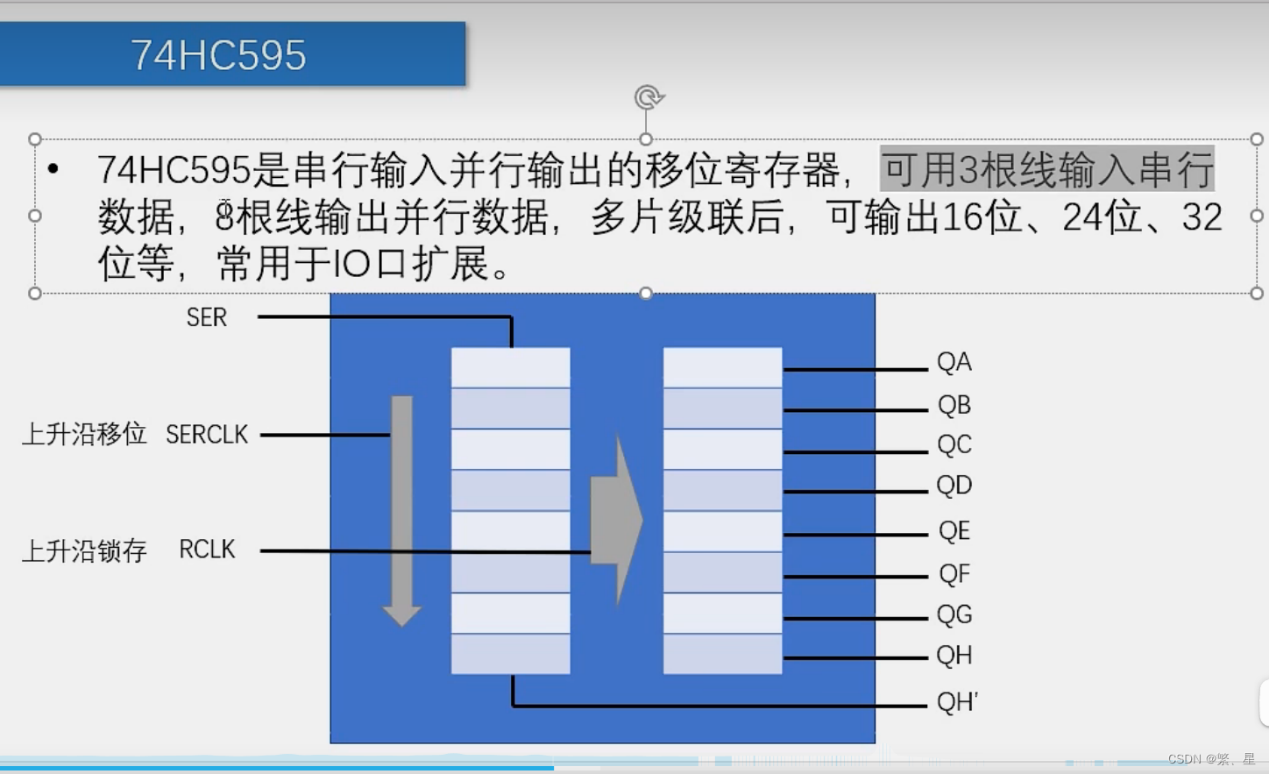 74HC595
• 74HC595是串行输入并行输出的移位寄存器，可用3根线输入串行
数据，8根线输出并行数据，多片级联后，可输出16位、24位、32
位等，常用于IO口扩展。
SER
QA
QB
上升沿移位 SERCLK
QC
QD
QE
上升沿锁存 RCLK
QF
QG
QH
QH'
CSDN @繁、星